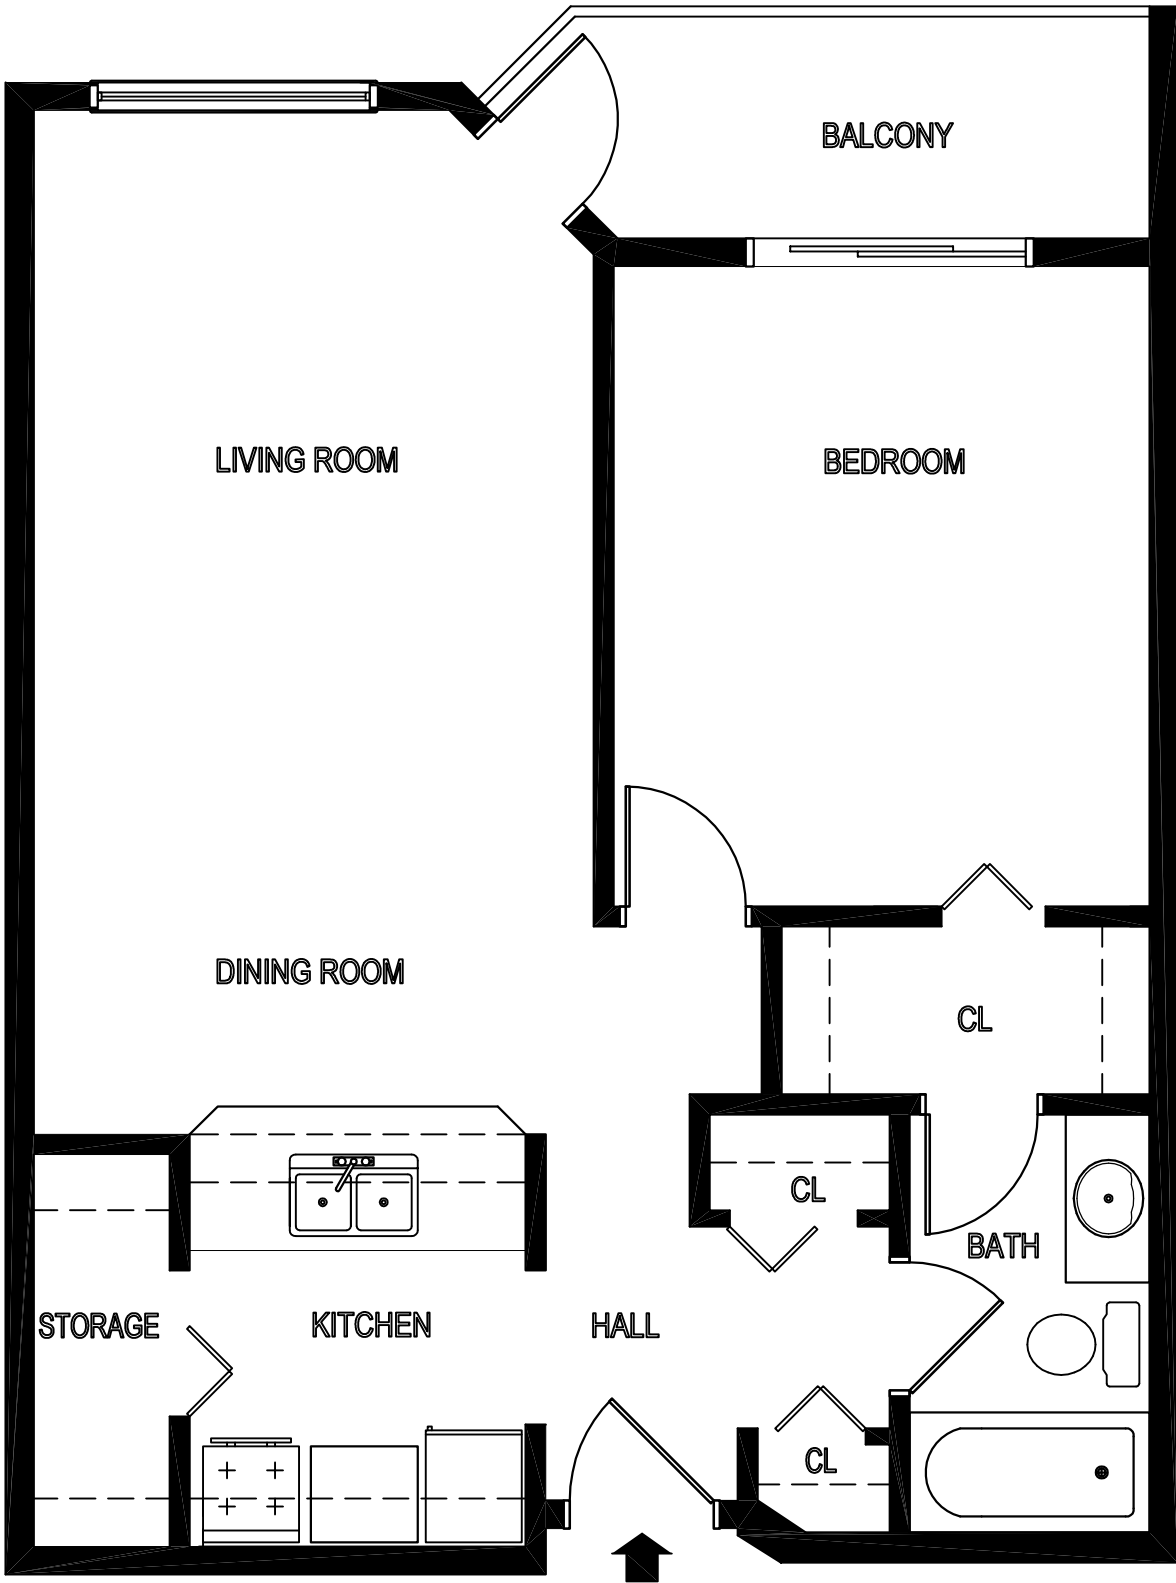 BALCONY
LIVING ROOM
BEDROOM
DINING ROOM
CL
CL
BATH
STORAGE
KITCHEN
HALL
CL